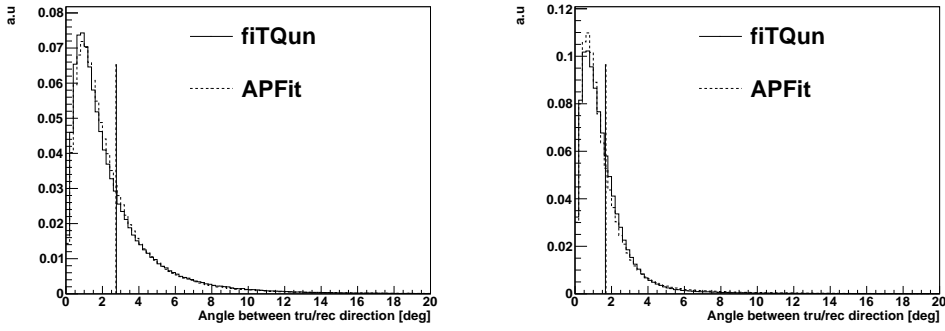 a.u
0.08
0.07
0.06
0.05
0.04
0.03
0.02
0.01
0
fiTQun
APFit
0 2 4 6 8 10 12 14 16 18 20
Angle between tru/rec direction [deg]
a.u
0.12
0.1
0.08
0.06
0.04
0.02
0
fiTQun
APFit
0 2 4 6 8 10 12 14 16 18 20
Angle between tru/rec direction [deg]